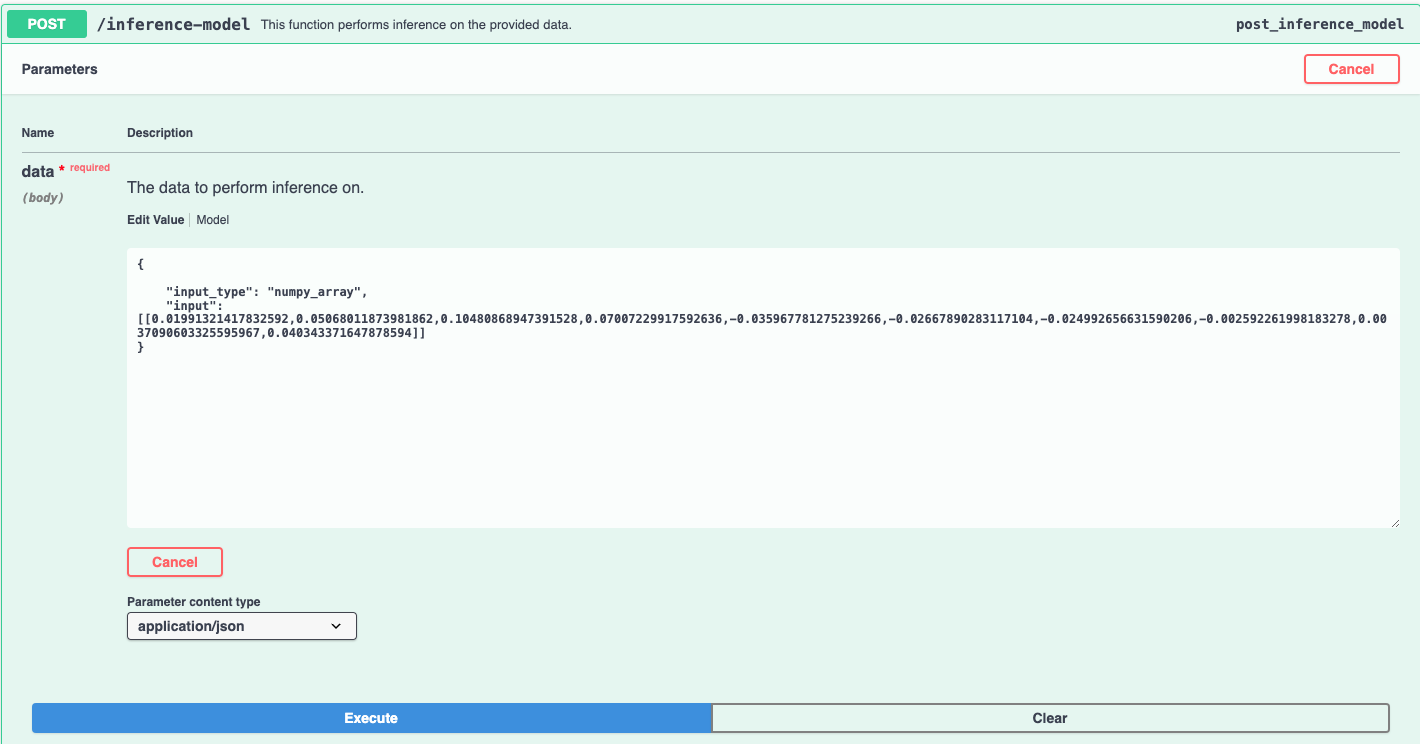 POST /inference-model This function performs inference on the provided data. post_inference_model
Parameters Cancel
Name Description
data * required
(body)
The data to perform inference on.
Edit Value | Model
{
"input_type": "numpy_array",
"input":
[[0.01991321417832592,0.05068011873981862,0.10480868947391528,0.07007229917592636,-0.035967781275239266,-0.02667890283117104,-0.024992656631590206,-0.002592261998183278,0.00
37090603325595967,0.040343371647878594]]
}
Cancel
Parameter content type
application/json
Execute Clear